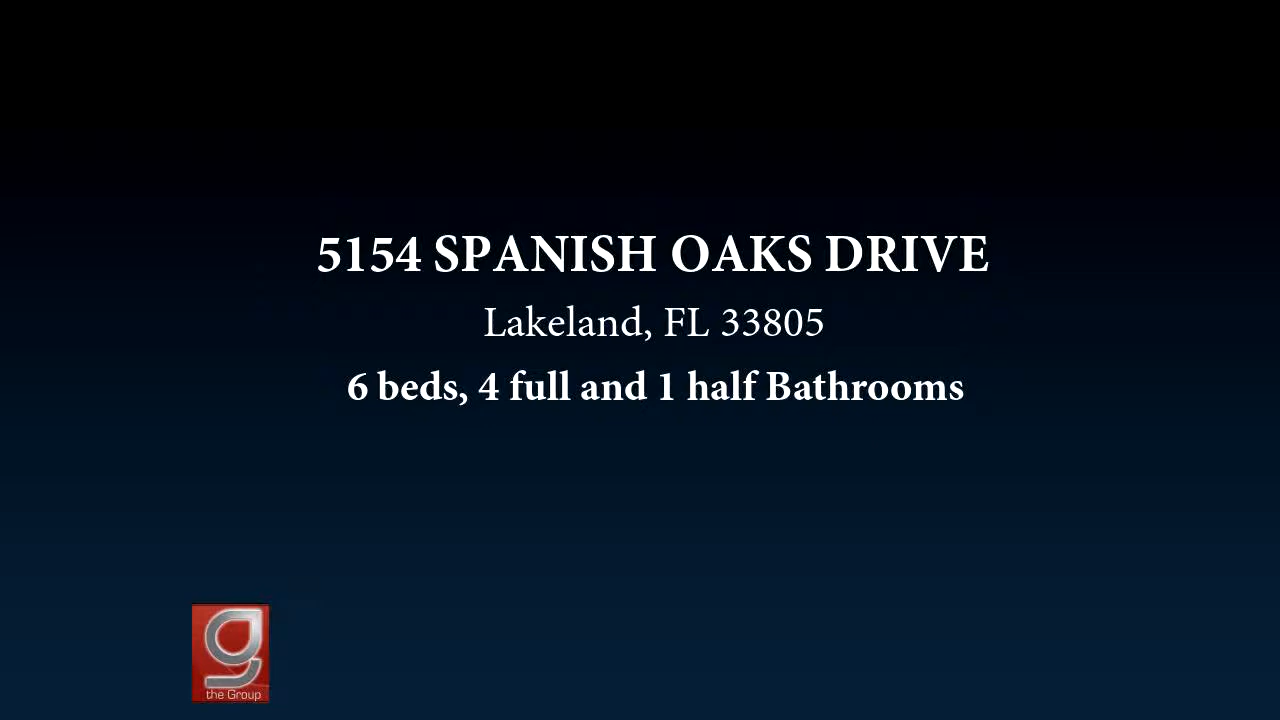 5154 SPANISH OAKS DRIVE
Lakeland, FL 33805
6 beds, 4 full and 1 half Bathrooms
g
the Group